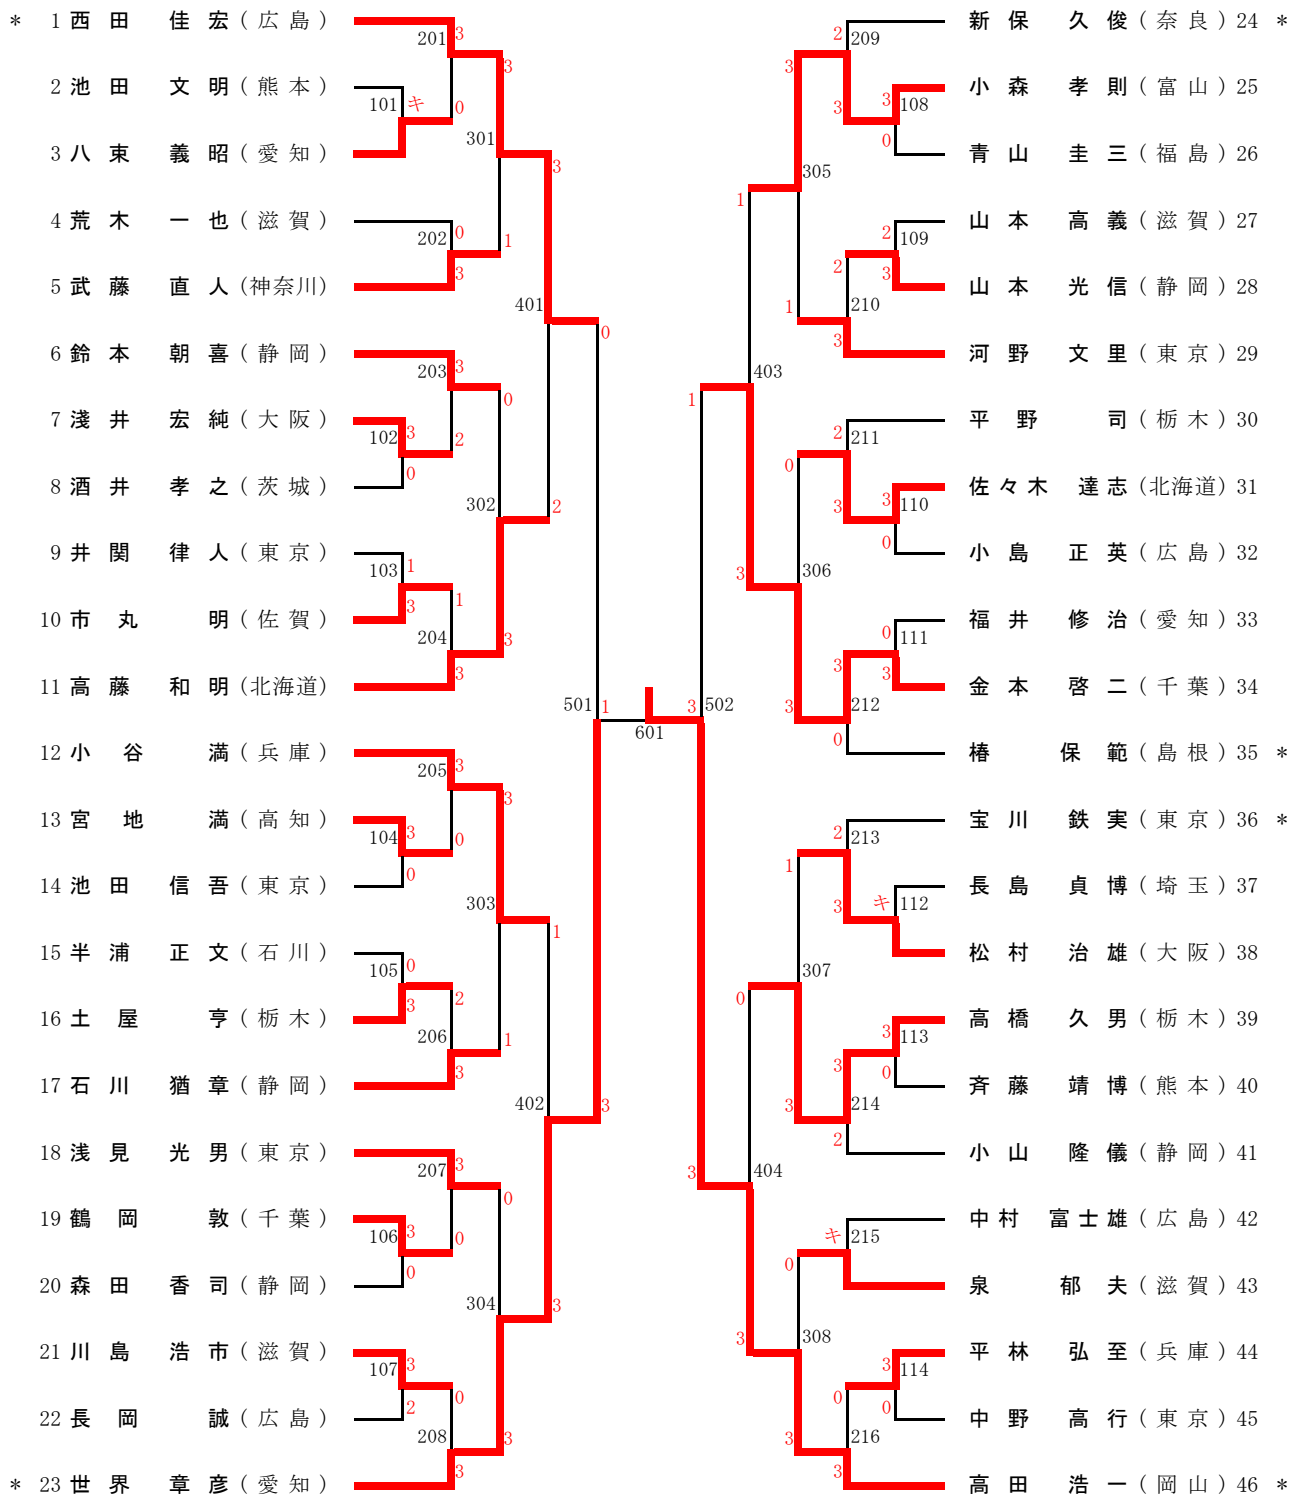 * 1 西田 佳宏 (広島) 3
201
3
2 池田 文明 (熊本)
101 キ 0
301
3 八束 義昭 (愛知) 3
4 荒木 一也 (滋賀)
202 0 1
5 武藤 直人 (神奈川) 3
401
0
6 鈴木 朝喜 (静岡) 3
203
0
7 淺井 宏純 (大阪)
102 3 2
0
8 酒井 孝之 (茨城)
302 2
9 井関 律人 (東京)
103 1
3 1
10 市丸 明 (佐賀)
204 3
3
11 高藤 和明 (北海道)
501 1
12 小谷 満 (兵庫)
205 3
3
13 宮地 満 (高知)
104 3 0
0
14 池田 信吾 (東京)
303
1
15 半浦 正文 (石川)
105 0
3 2
16 土屋 亨 (栃木)
206 1
3
17 石川 猶章 (静岡)
402 3
18 浅見 光男 (東京)
207 3
0
19 鶴岡 敦 (千葉)
106 3 0
0
20 森田 香司 (静岡)
304 3
21 川島 浩市 (滋賀)
107 3
2 0
22 長岡 誠 (広島)
208 3
3
* 23 世界 章彦 (愛知)
601
新保 久俊 (奈良) 24 *
2 209
3
小森 孝則 (富山) 25
3 3 108
0
青山 圭三 (福島) 26
305
1
山本 高義 (滋賀) 27
2 109
2 3
山本 光信 (静岡) 28
1 210
3
河野 文里 (東京) 29
403
1
平野 司 (栃木) 30
2 211
0
佐々木 達志 (北海道) 31
3 3 110
0
小島 正英 (広島) 32
3 306
福井 修治 (愛知) 33
0 111
3 3
金本 啓二 (千葉) 34
3 502 3 212
0
椿 保範 (島根) 35 *
宝川 鉄実 (東京) 36 *
2 213
1
長島 貞博 (埼玉) 37
3 キ 112
松村 治雄 (大阪) 38
307
0
高橋 久男 (栃木) 39
3 113
3 0
斉藤 靖博 (熊本) 40
3 214
2
小山 隆儀 (静岡) 41
3 404
中村 富士雄 (広島) 42
キ 215
0
泉 郁夫 (滋賀) 43
3 308
平林 弘至 (兵庫) 44
3 114
0 0
中野 高行 (東京) 45
3 216
3
高田 浩一 (岡山) 46 *